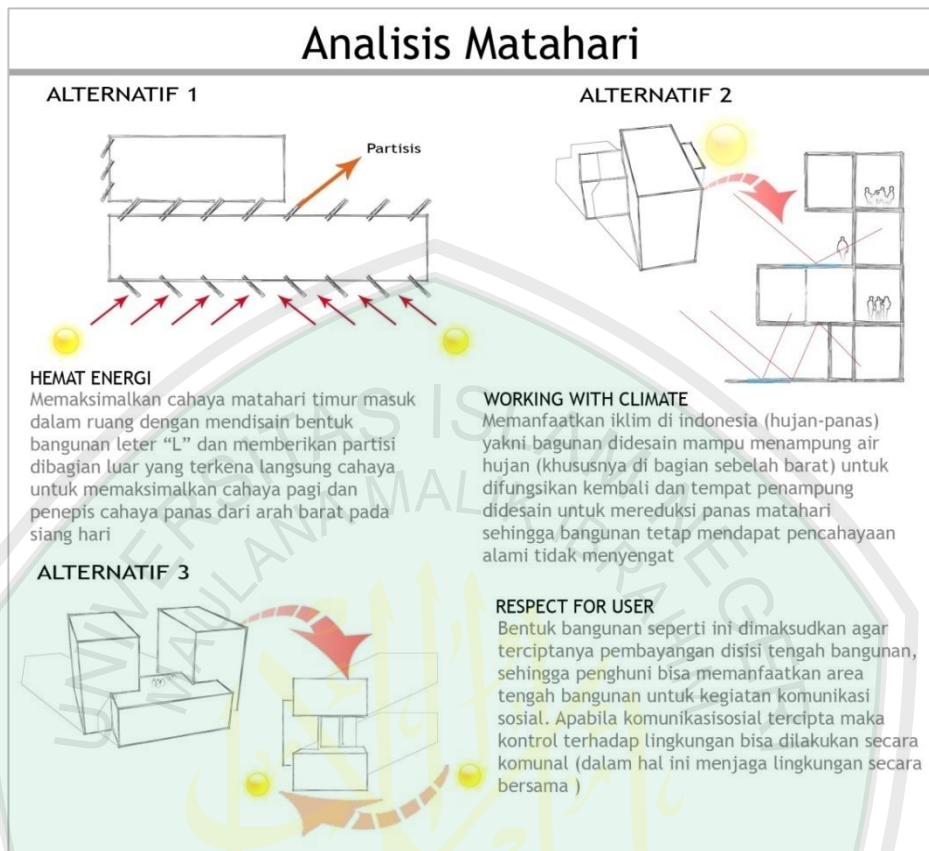 Analisis Matahari
ALTERNATIF 1
Partisis
HEMAT ENERGI
Memaksimalkan cahaya matahari timur masuk
dalam ruang dengan mendisain bentuk
bangunan leter “L” dan memberikan partisi
dibagian luar yang terkena langsung cahaya
untuk memaksimalkan cahaya pagi dan
penepis cahaya panas dari arah barat pada
siang hari
ALTERNATIF 2
WORKING WITH CLIMATE
Memanfaatkan iklim di indonesia (hujan-panas)
yakni bagunan didesain mampu menampung air
hujan (khususnya di bagian sebelah barat) untuk
difungsikan kembali dan tempat penampung
didesain untuk mereduksi panas matahari
sehingga bangunan tetap mendapat pencahayaan
alami tidak menyengat
ALTERNATIF 3
RESPECT FOR USER
Bentuk bangunan seperti ini dimaksudkan agar
terciptanya pembayangan disisi tengah bangunan,
sehingga penghuni bisa memanfaatkan area
tengah bangunan untuk kegiatan komunikasi
sosial. Apabila komunikasisosial tercipta maka
kontrol terhadap lingkungan bisa dilakukan secara
komunal (dalam hal ini menjaga lingkungan secara
bersama )
UNIVERSITAS ISLAM NEGERI
MAULANA MALIK IBRAHIM